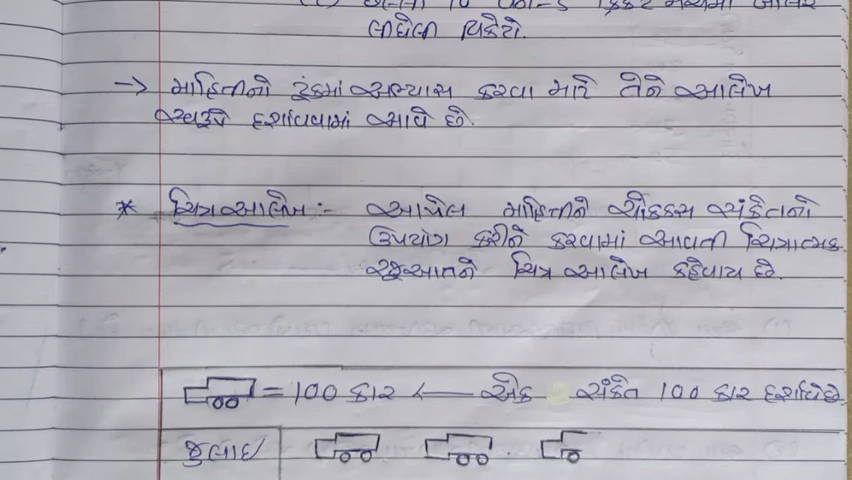 લીધેલી વિકેટો.
→ માહિતીનો ટૂંકમાં અભ્યાસ કરવા માટે તેને આલેખ
સ્વરૂપે દર્શાવવામાં આવે છે.
* ચિત્રઆલેખ :- આપેલ માહિતીને ચોક્કસ સંકેતનો
ઉપયોગ કરીને કરવામાં આવતી ચિત્રાત્મક
રજુઆતને ચિત્ર આલેખ કહેવાય છે.
= 100 કાર ← એક સંકેત 100 કાર દર્શાવે છે
જુલાઇ